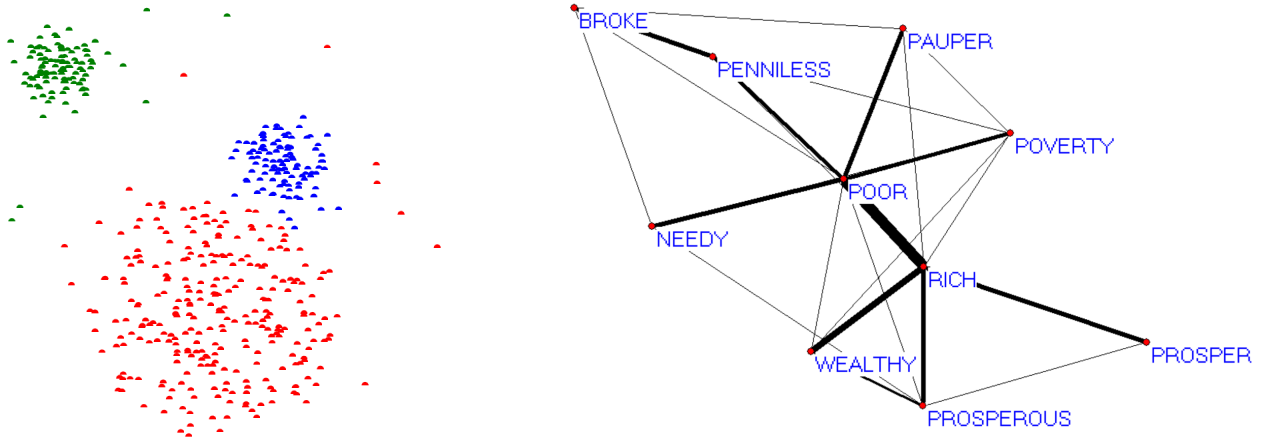 BROKE
PAUPER
PENNILESS
POVERTY
POOR
NEEDY
RICH
WEALTHY
PROSPER
PROSPEROUS